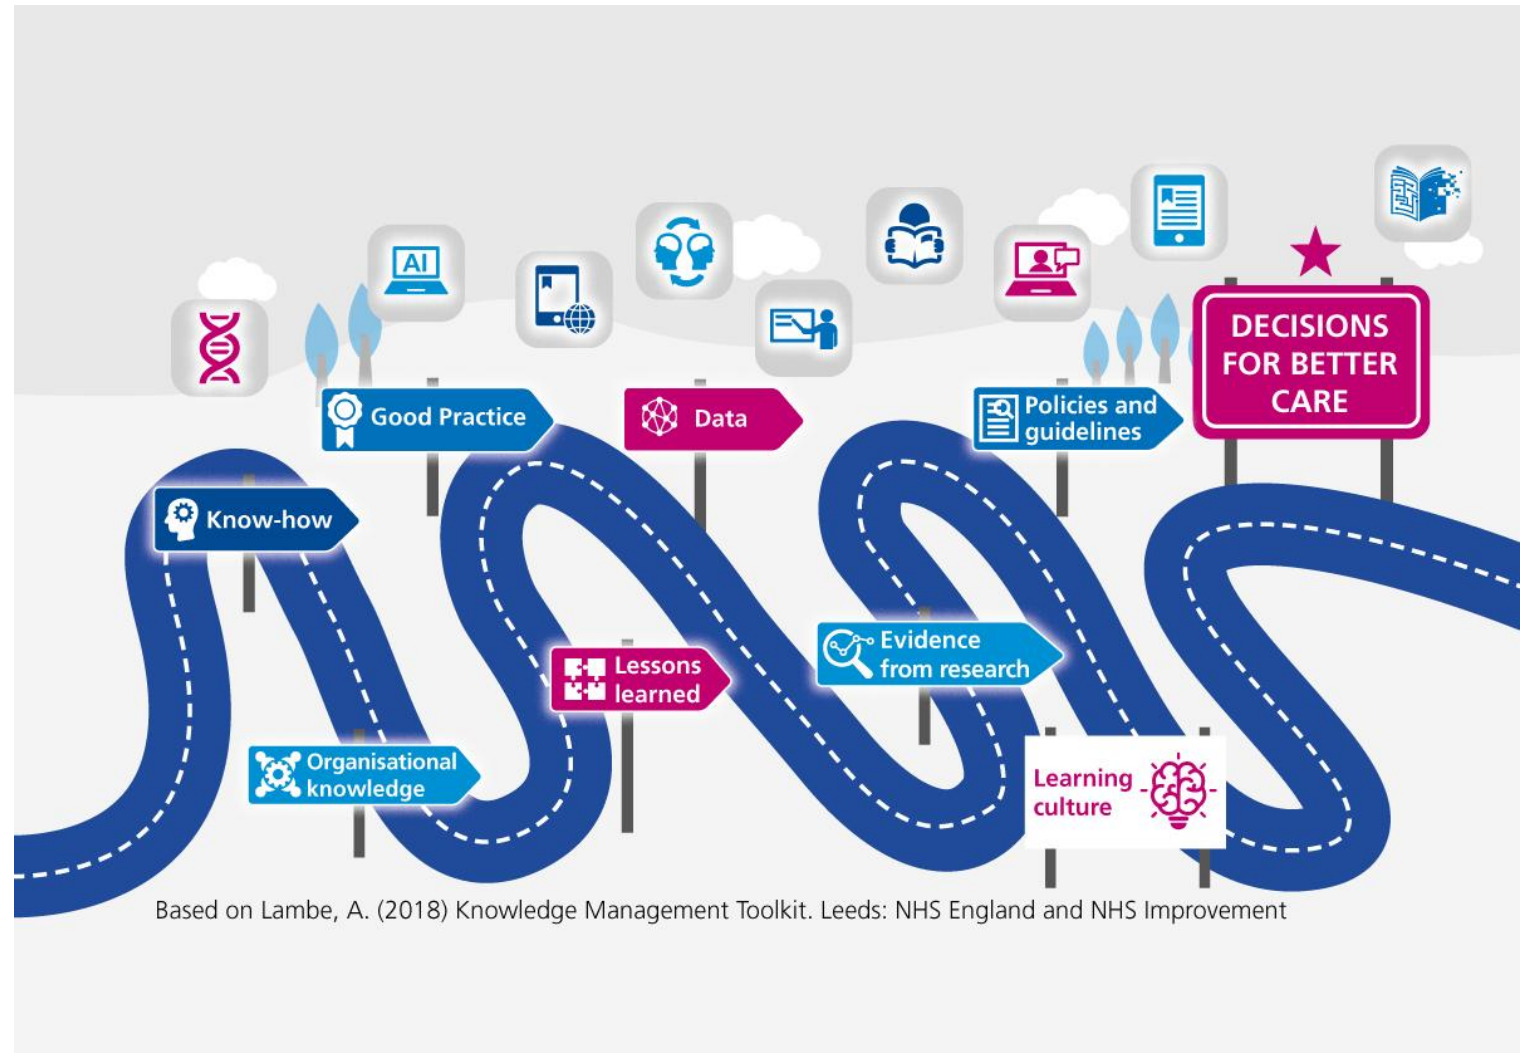 AI
DECISIONS
FOR BETTER
CARE
Good Practice
Data
Policies and
guidelines
Know-how
Lessons
learned
Evidence
from research
Organisational
knowledge
Learning
culture
Based on Lambe, A. (2018) Knowledge Management Toolkit. Leeds: NHS England and NHS Improvement